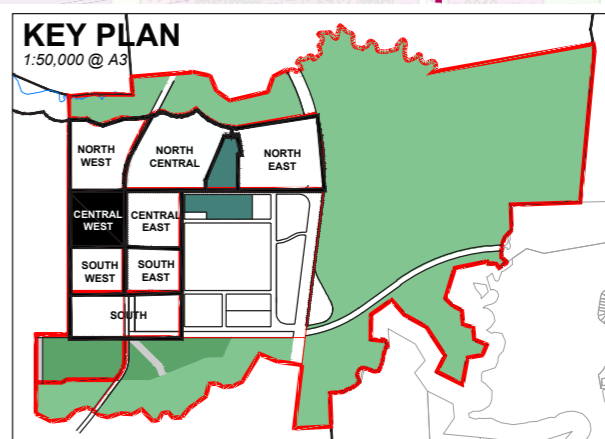 KEY PLAN
1:50,000 @ A3
NORTH
WEST
NORTH
CENTRAL
NORTH
EAST
CENTRAL
WEST
CENTRAL
EAST
SOUTH
WEST
SOUTH
EAST
SOUTH